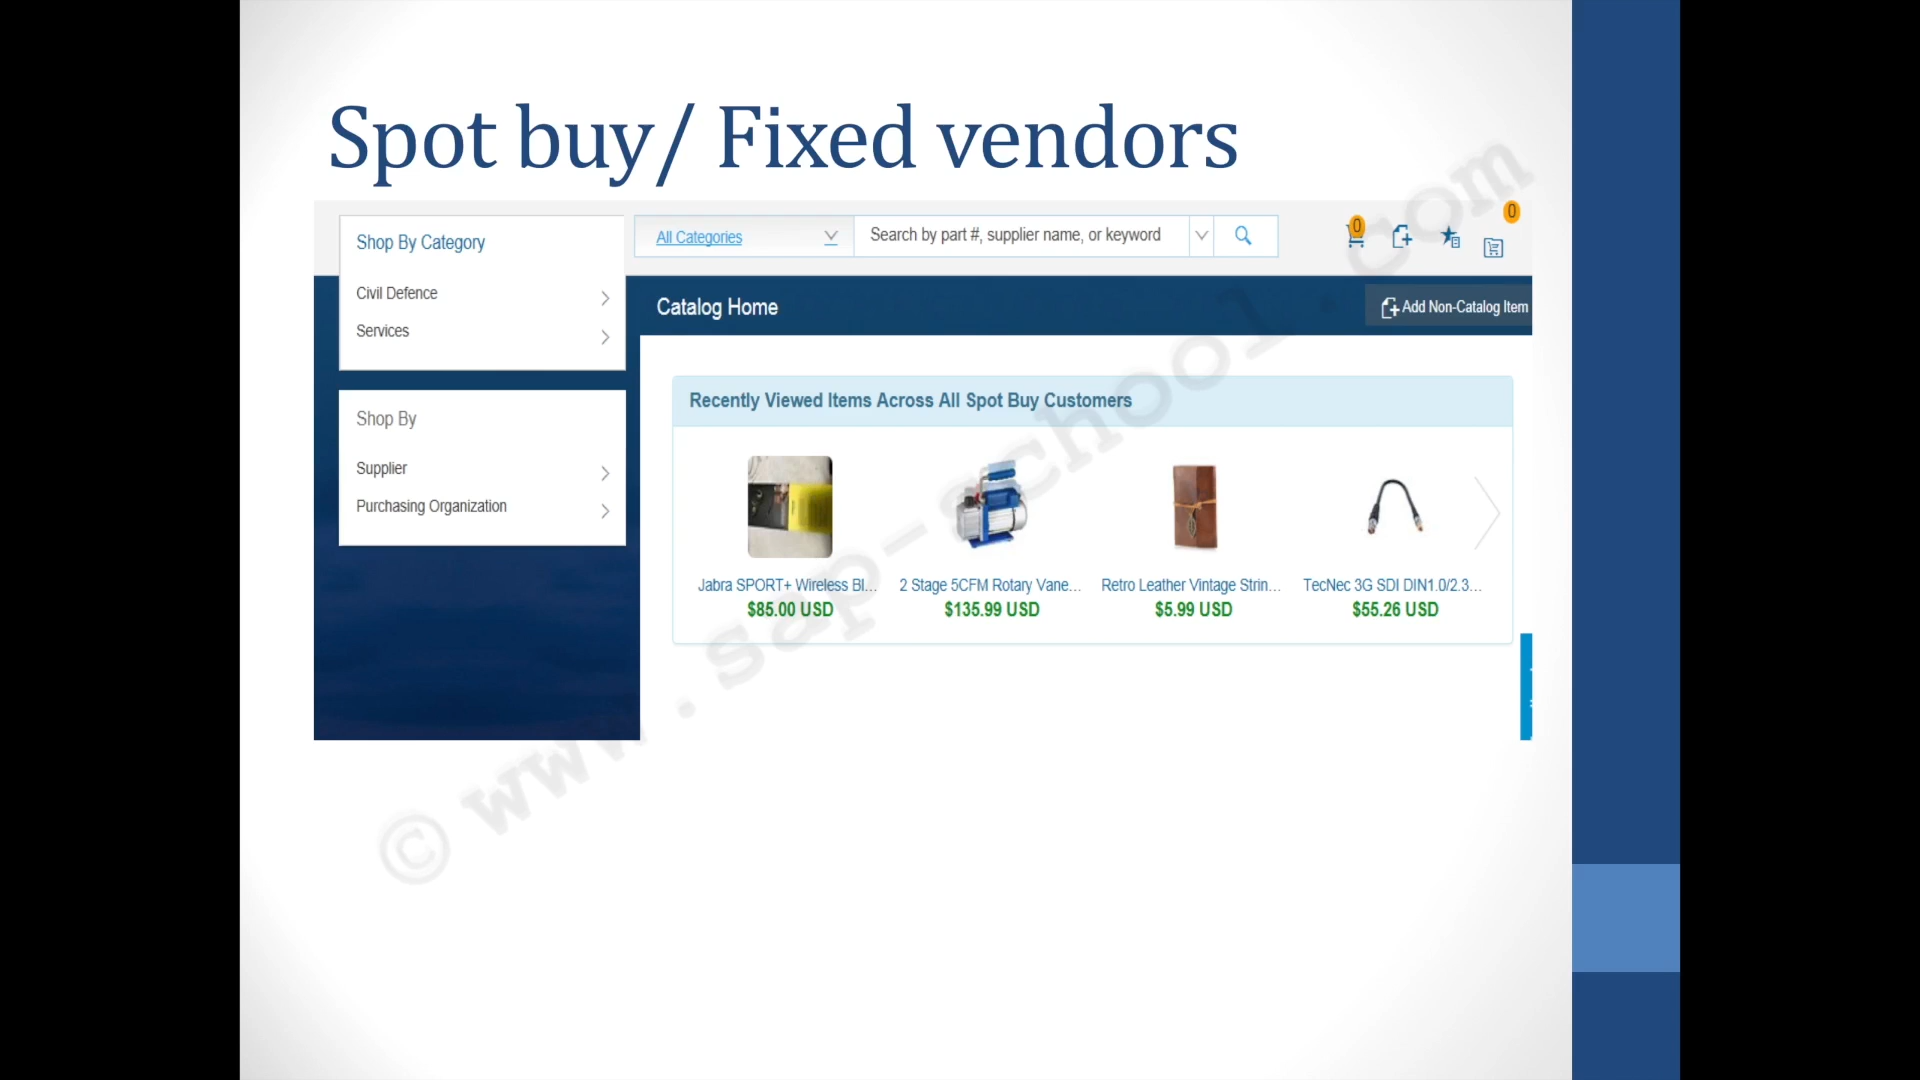 Spot buy/ Fixed vendors
Shop By Category
Civil Defence
Services
Shop By
Supplier
Purchasing Organization
All Categories
Search by part #, supplier name, or keyword
0
0
Catalog Home
Add Non-Catalog Item
Recently Viewed Items Across All Spot Buy Customers
Jabra SPORT+ Wireless Bl...
$85.00 USD
2 Stage 5CFM Rotary Vane...
$135.99 USD
Retro Leather Vintage Strin...
$5.99 USD
TecNec 3G SDI DIN1.0/2.3...
$55.26 USD
© www.sap-school.com